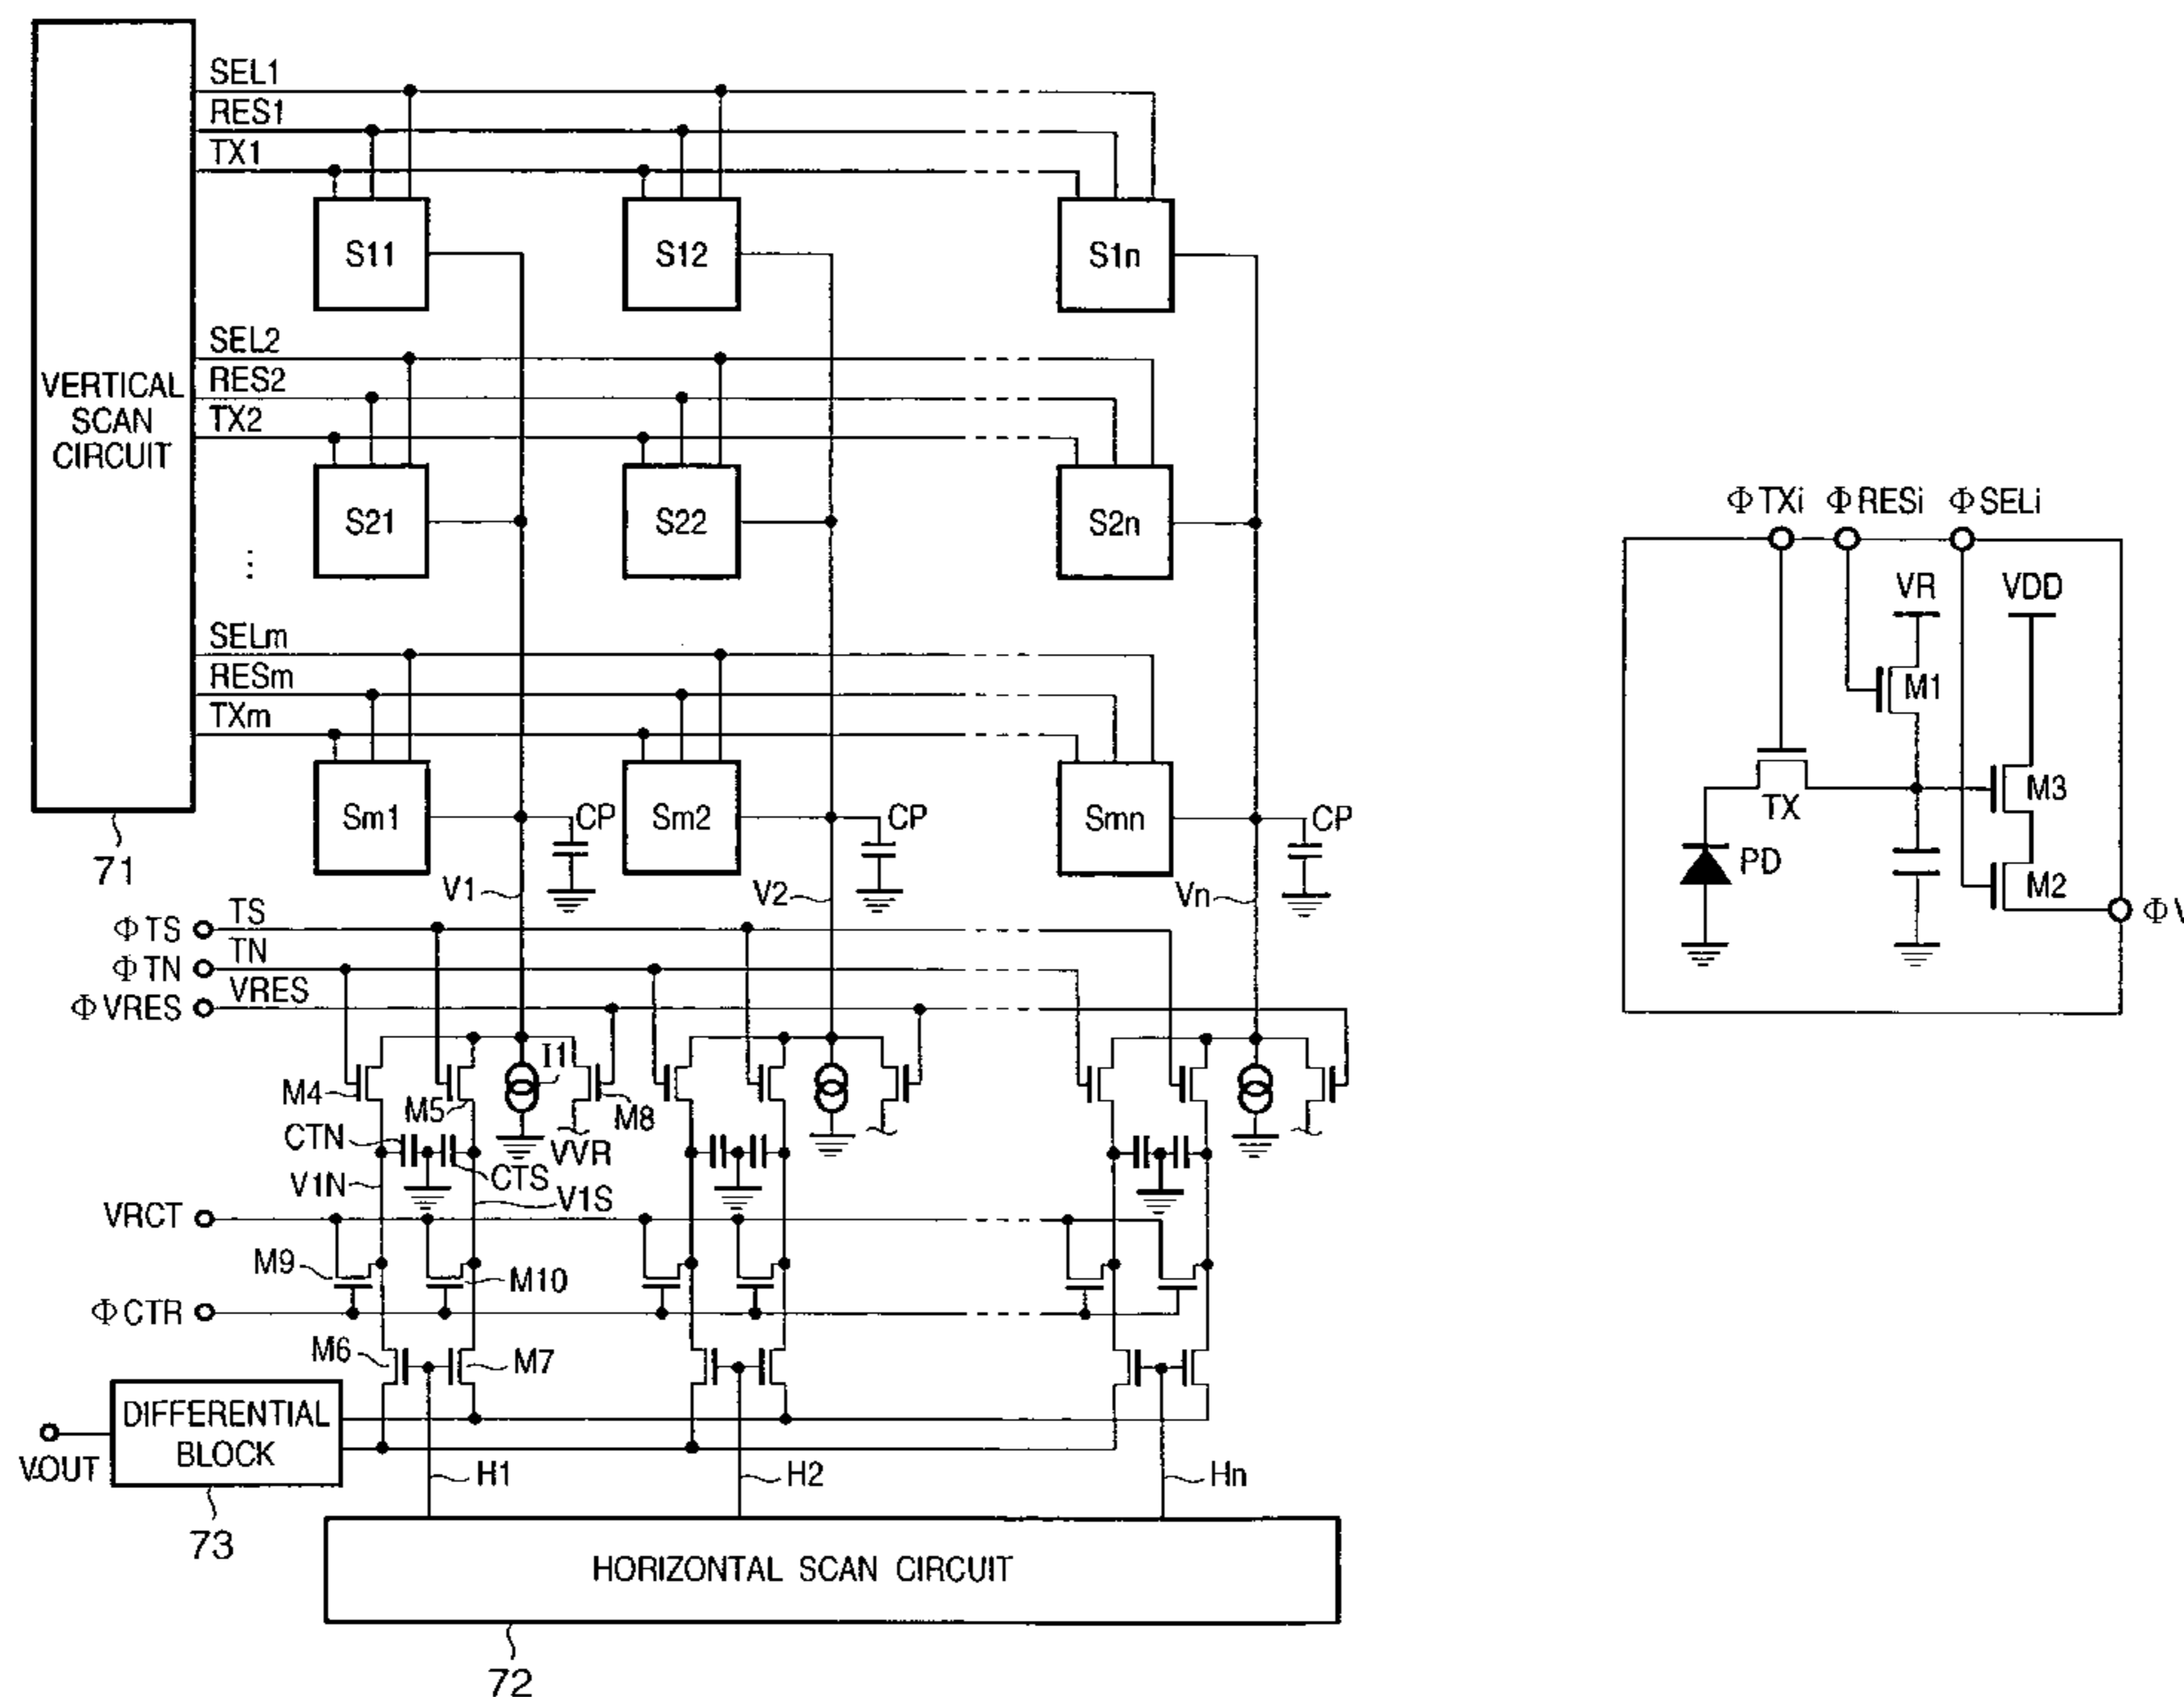 SEL1
RES1
TX1
S11
S12
S1n
SEL2
RES2
TX2
VERTICAL
SCAN
CIRCUIT
S21
S22
S2n
⋮
SELm
RESm
TXm
Sm1
CP
Sm2
CP
Smn
CP
71
V1
V2
Vn
ΦTS
TS
ΦTN
TN
ΦVRES
VRES
I1
M4
M5
M8
CTN
VVR
CTS
V1N
V1S
VRCT
M9
M10
ΦCTR
M6
M7
DIFFERENTIAL
BLOCK
VOUT
H1
H2
Hn
73
HORIZONTAL SCAN CIRCUIT
72
ΦTXi
ΦRESi
ΦSELi
VR
VDD
M1
TX
M3
PD
M2
ΦV